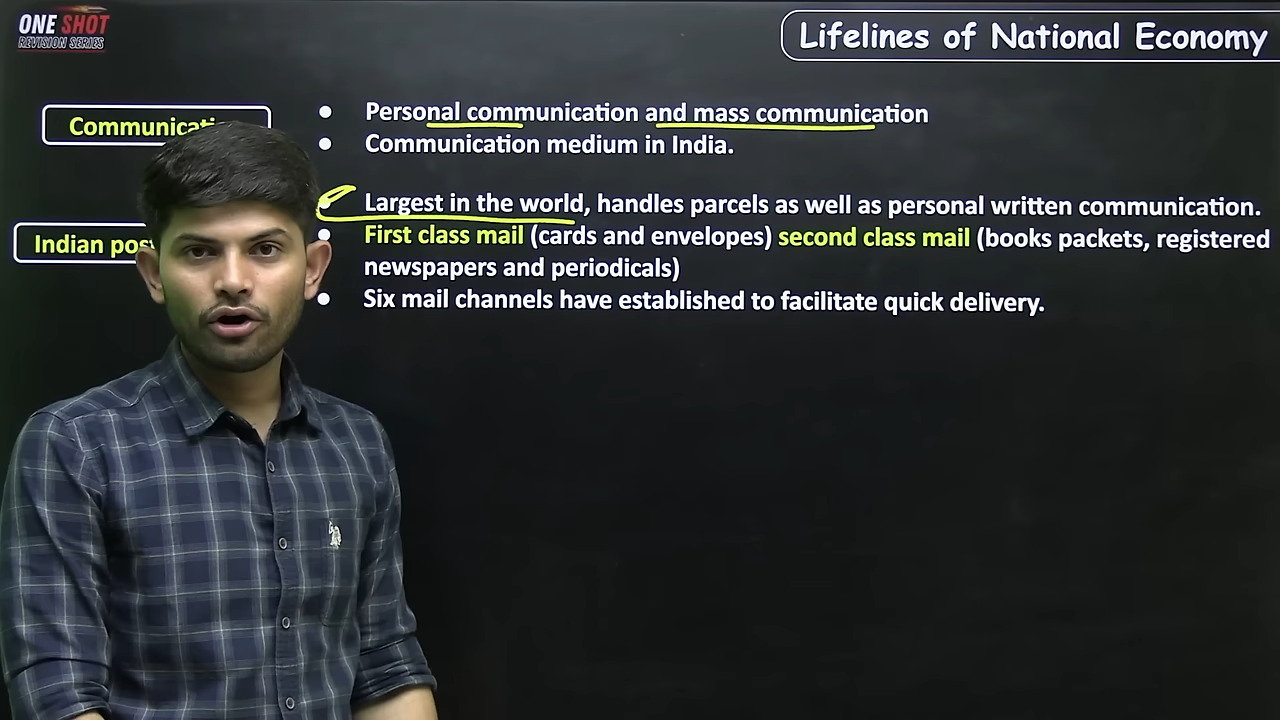 ONE SHOT
REVISION SERIES
Lifelines of National Economy
Personal communication and mass communication
Communication medium in India.
Largest in the world, handles parcels as well as personal written communication.
Indian
First class mail (cards and envelopes) second class mail (books packets, registered
newspapers and periodicals)
Six mail channels have established to facilitate quick delivery.